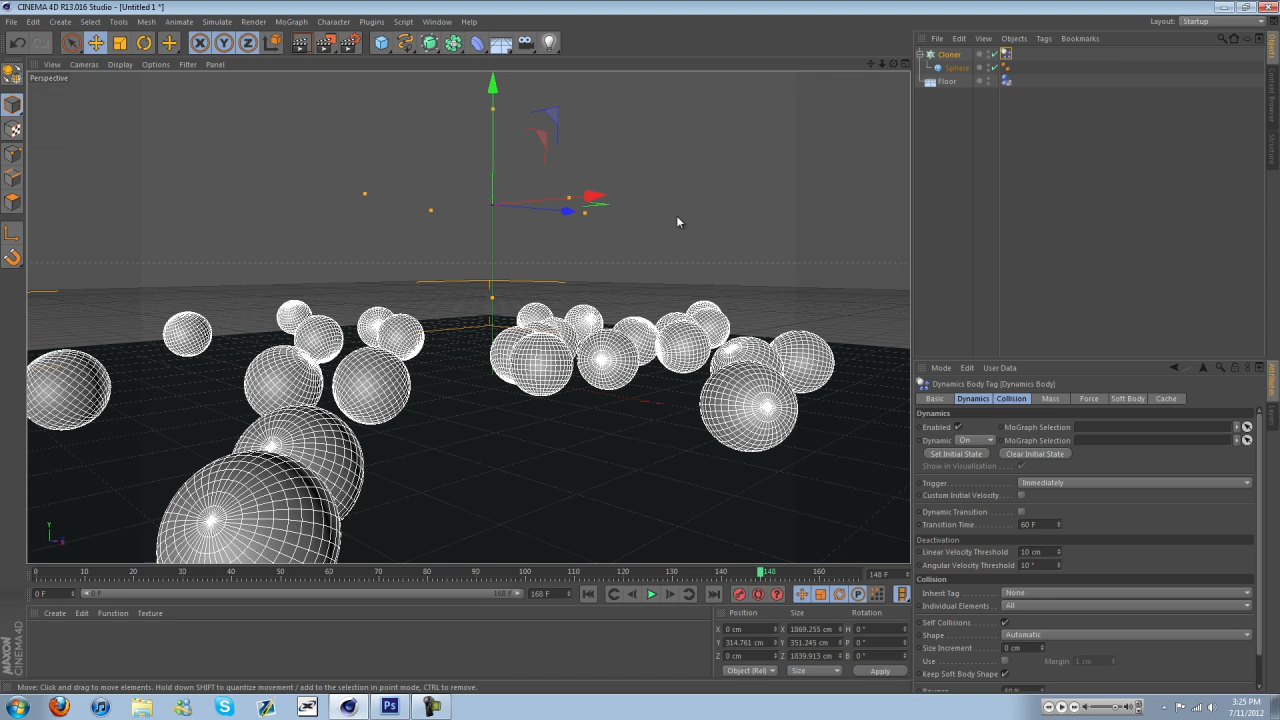 CINEMA 4D R13.016 Studio - [Untitled 1 *]
File Edit Create Select Tools Mesh Animate Simulate Render MoGraph Character Plugins Script Window Help
Layout: Startup
View Cameras Display Options Filter Panel
Perspective
File Edit View Objects Tags Bookmarks
Cloner
Sphere
Floor
Objects
Content Browser
Structure
Attributes
Layers
Mode Edit User Data
Dynamics Body Tag [Dynamics Body]
Basic Dynamics Collision Mass Force Soft Body Cache
Dynamics
Enabled MoGraph Selection
Dynamic On MoGraph Selection
Set Initial State Clear Initial State
Show in Visualization
Trigger Immediately
Custom Initial Velocity
Dynamic Transition
Transition Time 60 F
Deactivation
Linear Velocity Threshold 10 cm
Angular Velocity Threshold 10 °
Collision
Inherit Tag None
Individual Elements All
Self Collisions
Shape Automatic
Size Increment 0 cm
Use Margin 1 cm
Keep Soft Body Shape
Bounce 50 %
Y
X
0 10 20 30 40 50 60 70 80 90 100 110 120 130 140 148 160
148 F
0 F 0 F 168 F 168 F
Create Edit Function Texture
Position Size Rotation
X 0 cm X 1869.255 cm H 0 °
Y 314.761 cm Y 351.245 cm P 0 °
Z 0 cm Z 1839.913 cm B 0 °
Object (Rel) Size Apply
MAXON CINEMA 4D
Move: Click and drag to move elements. Hold down SHIFT to quantize movement / add to the selection in point mode, CTRL to remove.
Ps
3:25 PM
7/11/2012